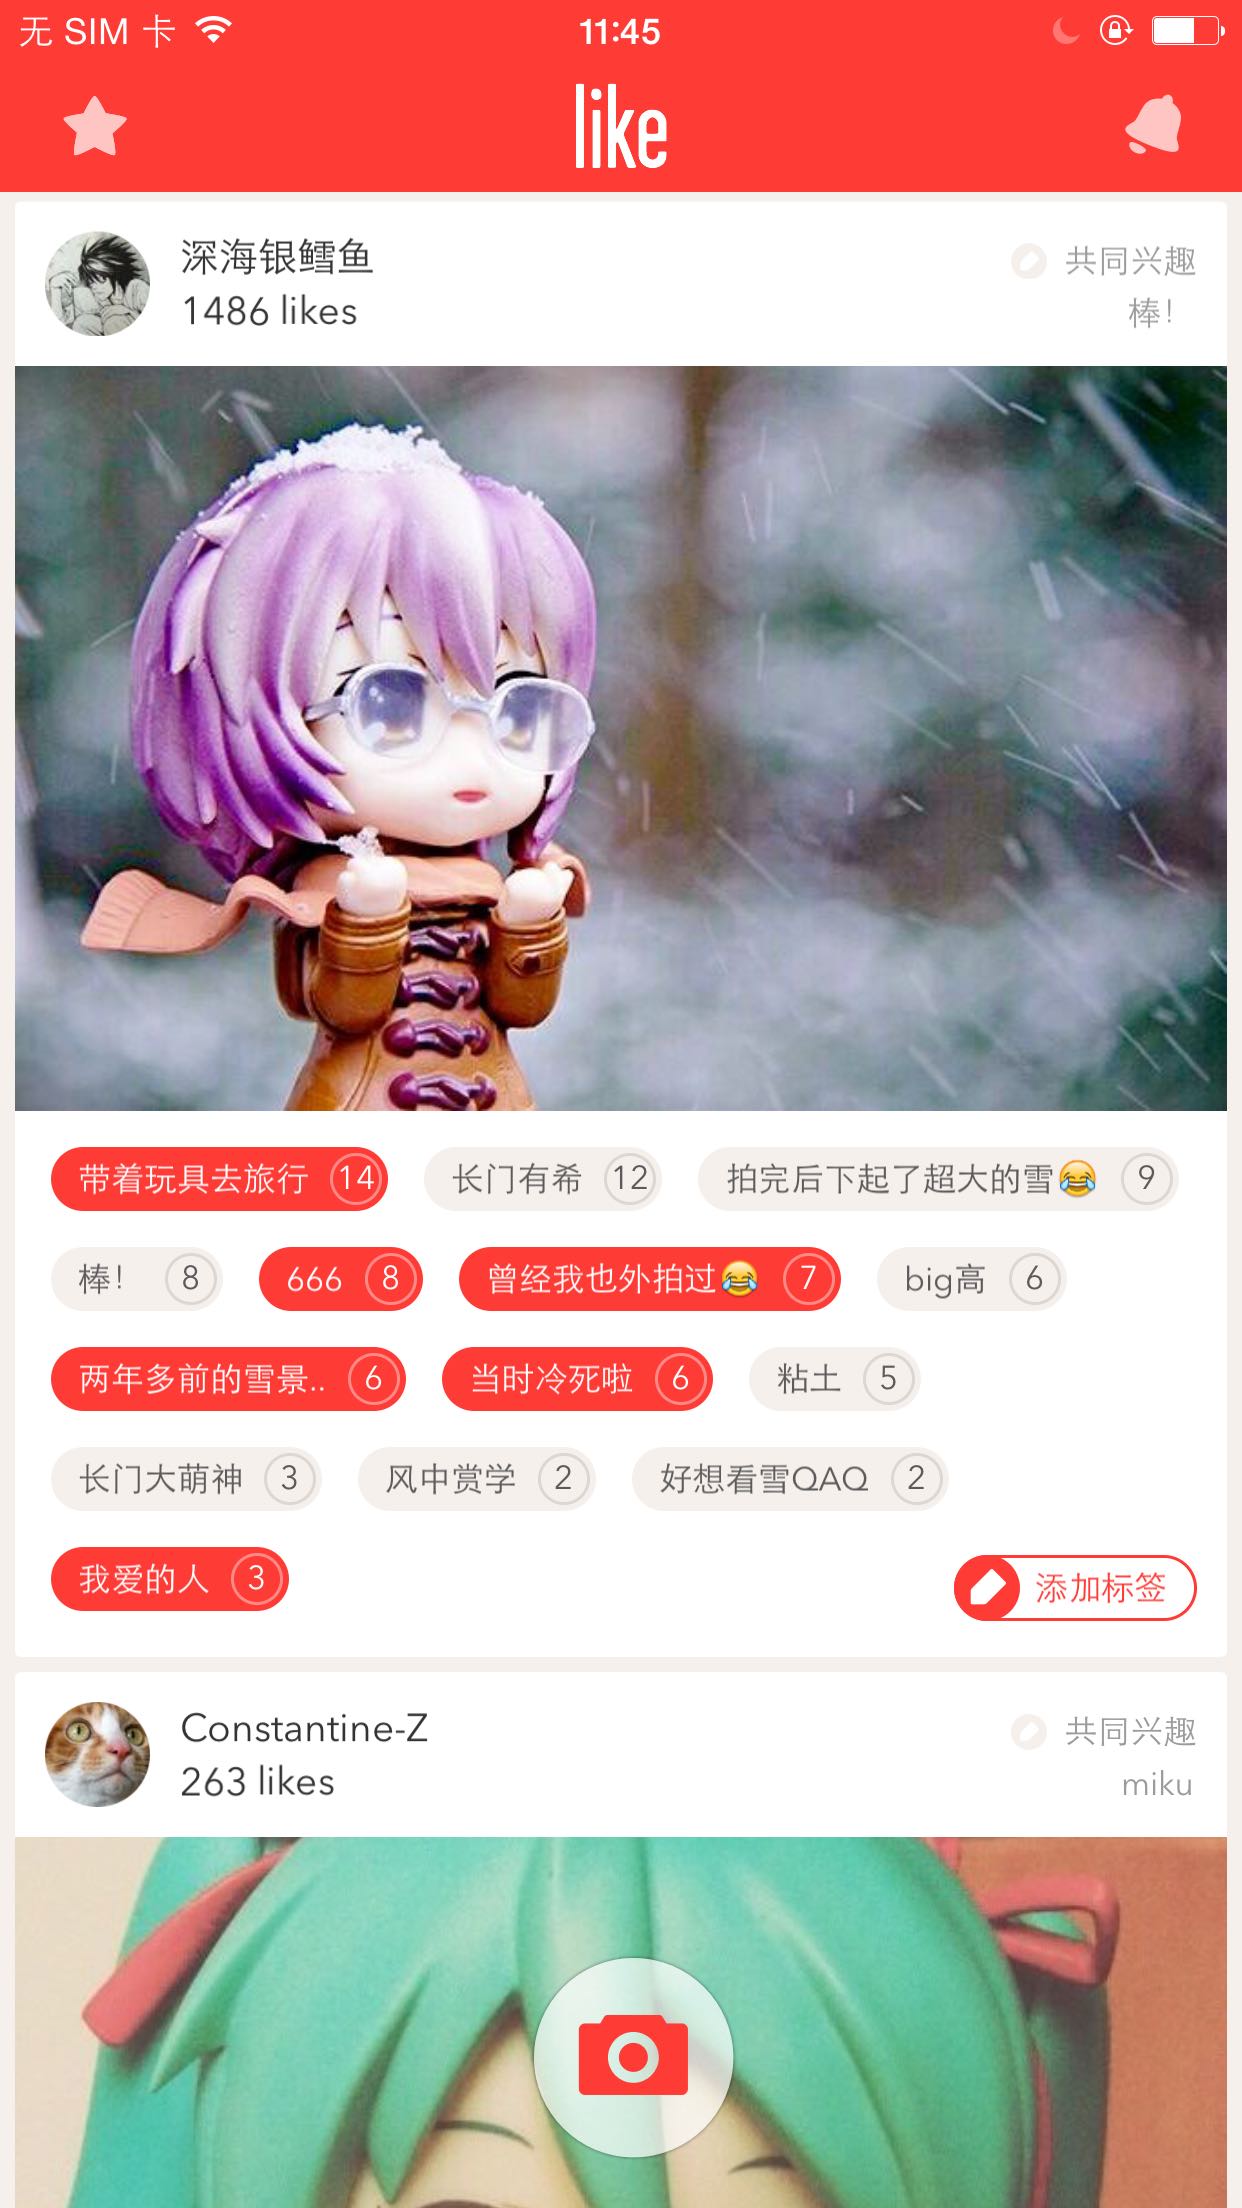 无 SIM 卡
11:45
like
深海银鳕鱼
1486 likes
共同兴趣
棒！
带着玩具去旅行 14
长门有希 12
拍完后下起了超大的雪😂 9
棒！ 8
666 8
曾经我也外拍过😂 7
big高 6
两年多前的雪景.. 6
当时冷死啦 6
粘土 5
长门大萌神 3
风中赏学 2
好想看雪QAQ 2
我爱的人 3
添加标签
Constantine-Z
263 likes
共同兴趣
miku